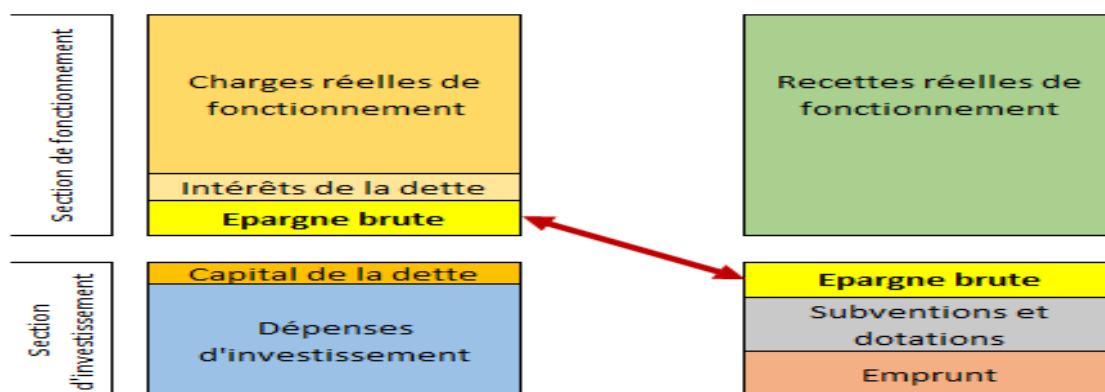 Section de fonctionnement
Charges réelles de
fonctionnement
Intérêts de la dette
Epargne brute
Recettes réelles de
fonctionnement
Section
d'investissement
Capital de la dette
Dépenses
d'investissement
Epargne brute
Subventions et
dotations
Emprunt